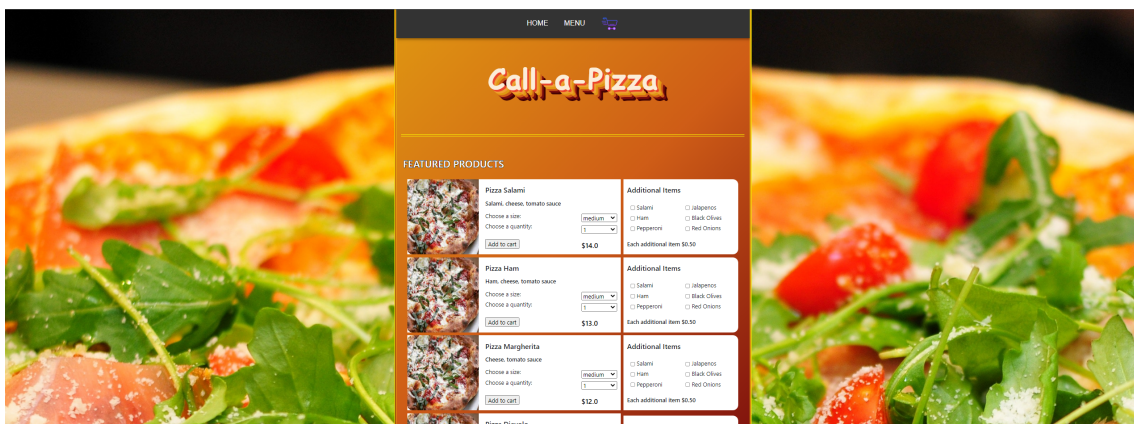 HOME MENU
Call-a-Pizza
FEATURED PRODUCTS
Pizza Salami
Salami, cheese, tomato sauce
Choose a size: medium
Choose a quantity: 1
Add to cart $14.0
Additional Items
Salami Jalapenos
Ham Black Olives
Pepperoni Red Onions
Each additional item $0.50
Pizza Ham
Ham, cheese, tomato sauce
Choose a size: medium
Choose a quantity: 1
Add to cart $13.0
Additional Items
Salami Jalapenos
Ham Black Olives
Pepperoni Red Onions
Each additional item $0.50
Pizza Margherita
Cheese, tomato sauce
Choose a size: medium
Choose a quantity: 1
Add to cart $12.0
Additional Items
Salami Jalapenos
Ham Black Olives
Pepperoni Red Onions
Each additional item $0.50